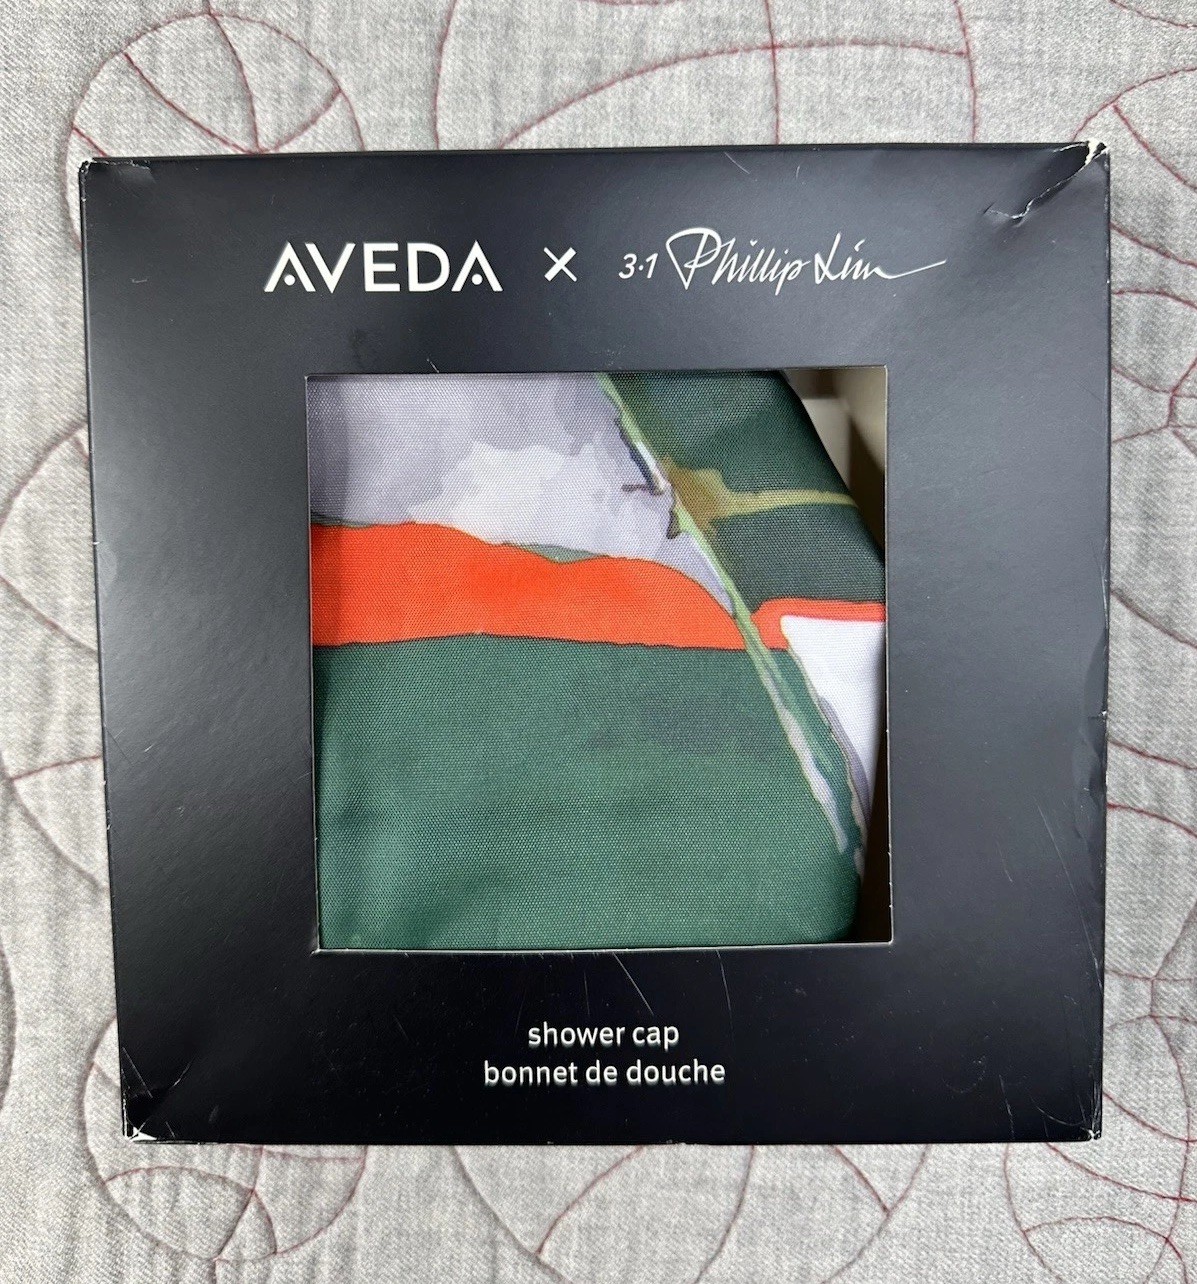 AVEDA × 3·1 Phillip Lim
shower cap
bonnet de douche